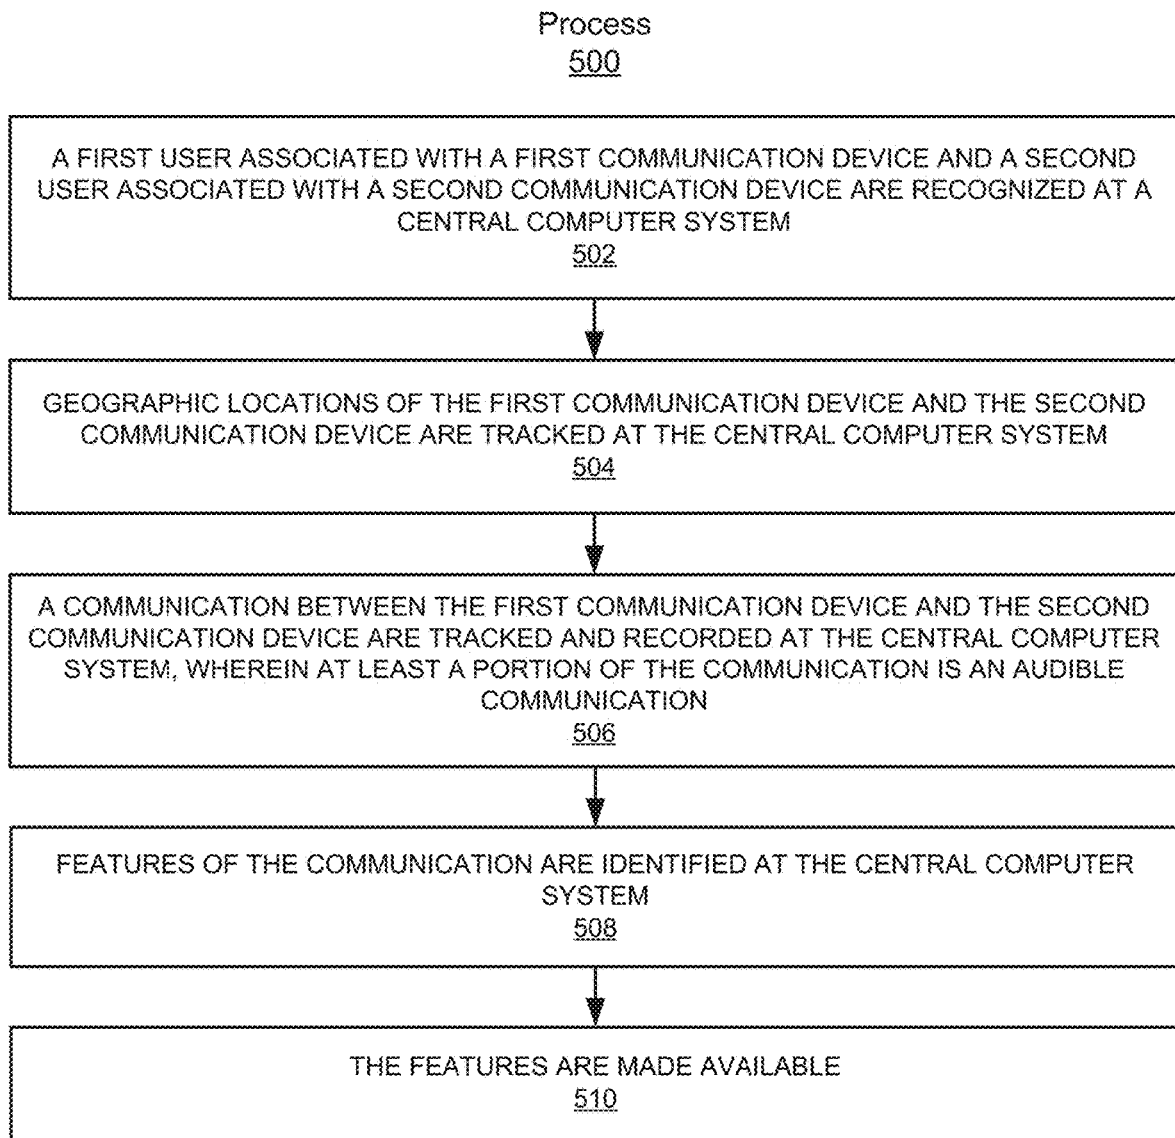 Process
500
A FIRST USER ASSOCIATED WITH A FIRST COMMUNICATION DEVICE AND A SECOND
USER ASSOCIATED WITH A SECOND COMMUNICATION DEVICE ARE RECOGNIZED AT A
CENTRAL COMPUTER SYSTEM
502
GEOGRAPHIC LOCATIONS OF THE FIRST COMMUNICATION DEVICE AND THE SECOND
COMMUNICATION DEVICE ARE TRACKED AT THE CENTRAL COMPUTER SYSTEM
504
A COMMUNICATION BETWEEN THE FIRST COMMUNICATION DEVICE AND THE SECOND
COMMUNICATION DEVICE ARE TRACKED AND RECORDED AT THE CENTRAL COMPUTER
SYSTEM, WHEREIN AT LEAST A PORTION OF THE COMMUNICATION IS AN AUDIBLE
COMMUNICATION
506
FEATURES OF THE COMMUNICATION ARE IDENTIFIED AT THE CENTRAL COMPUTER
SYSTEM
508
THE FEATURES ARE MADE AVAILABLE
510